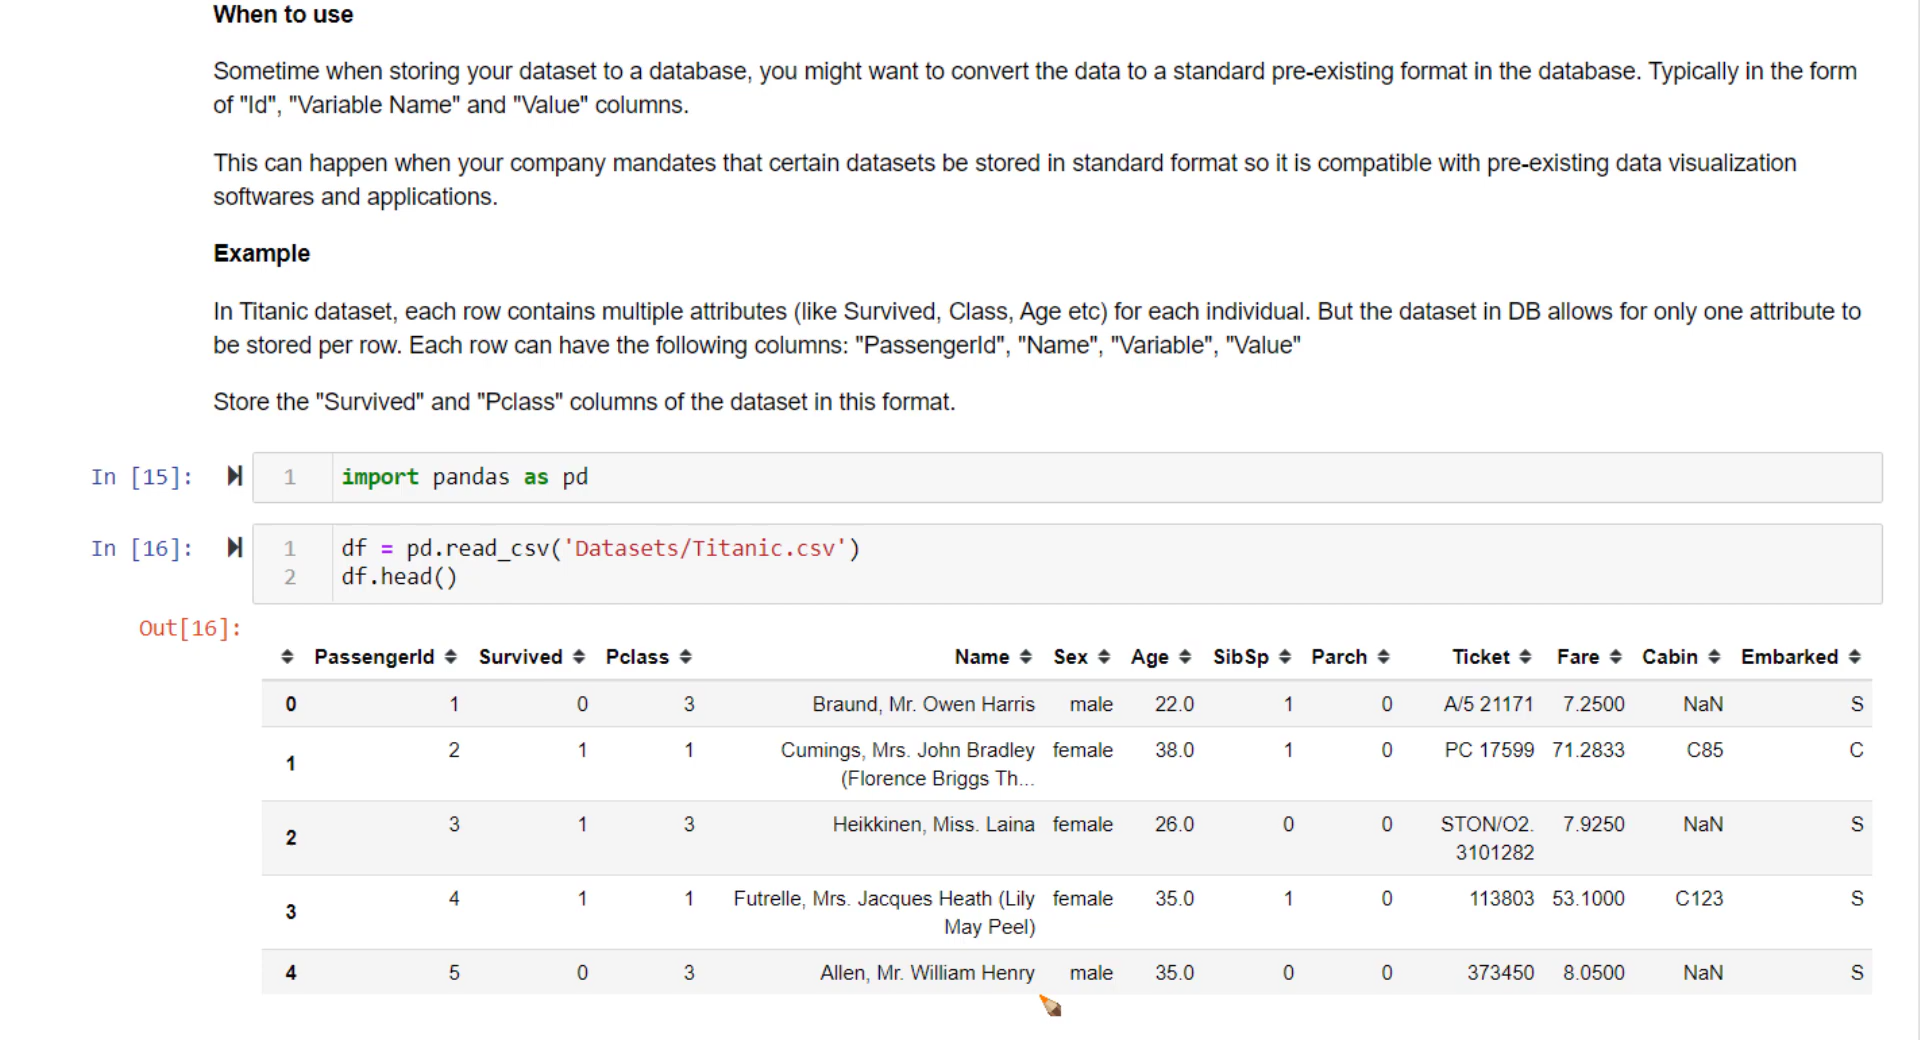 When to use
Sometime when storing your dataset to a database, you might want to convert the data to a standard pre-existing format in the database. Typically in the form
of "Id", "Variable Name" and "Value" columns.
This can happen when your company mandates that certain datasets be stored in standard format so it is compatible with pre-existing data visualization
softwares and applications.
Example
In Titanic dataset, each row contains multiple attributes (like Survived, Class, Age etc) for each individual. But the dataset in DB allows for only one attribute to
be stored per row. Each row can have the following columns: "PassengerId", "Name", "Variable", "Value"
Store the "Survived" and "Pclass" columns of the dataset in this format.
In [15]: 1 import pandas as pd
In [16]: 1 df = pd.read_csv('Datasets/Titanic.csv')
2 df.head()
Out[16]:
PassengerId Survived Pclass Name Sex Age SibSp Parch Ticket Fare Cabin Embarked
0 1 0 3 Braund, Mr. Owen Harris male 22.0 1 0 A/5 21171 7.2500 NaN S
1 2 1 1 Cumings, Mrs. John Bradley female 38.0 1 0 PC 17599 71.2833 C85 C
(Florence Briggs Th...
2 3 1 3 Heikkinen, Miss. Laina female 26.0 0 0 STON/O2. 7.9250 NaN S
3101282
3 4 1 1 Futrelle, Mrs. Jacques Heath (Lily female 35.0 1 0 113803 53.1000 C123 S
May Peel)
4 5 0 3 Allen, Mr. William Henry male 35.0 0 0 373450 8.0500 NaN S